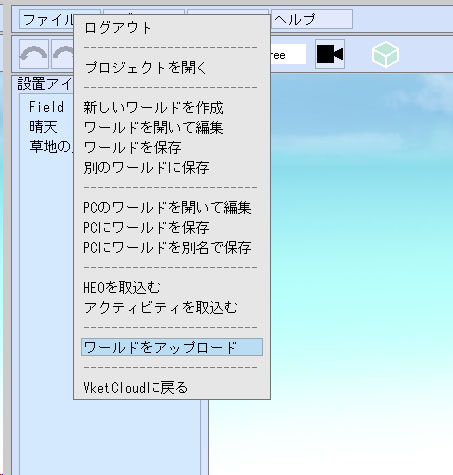 ファイル
ヘルプ
ログアウト
プロジェクトを開く
ree
設置アイ
Field
新しいワールドを作成
晴天
ワールドを開いて編集
草地の
ワールドを保存
別のワールドに保存
PCのワールドを開いて編集
PCにワールドを保存
PCにワールドを別名で保存
HEOを取込む
アクティビティを取込む
ワールドをアップロード
VketCloudに戻る